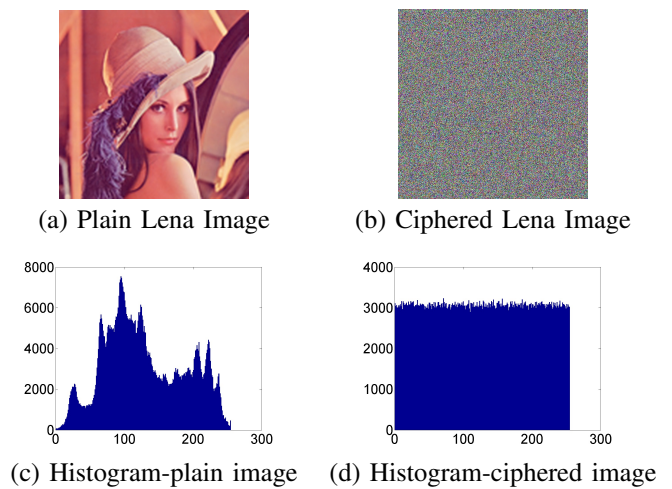 (a) Plain Lena Image
(b) Ciphered Lena Image
8000
6000
4000
2000
0
0 100 200 300
(c) Histogram-plain image
4000
3000
2000
1000
0
0 100 200 300
(d) Histogram-ciphered image